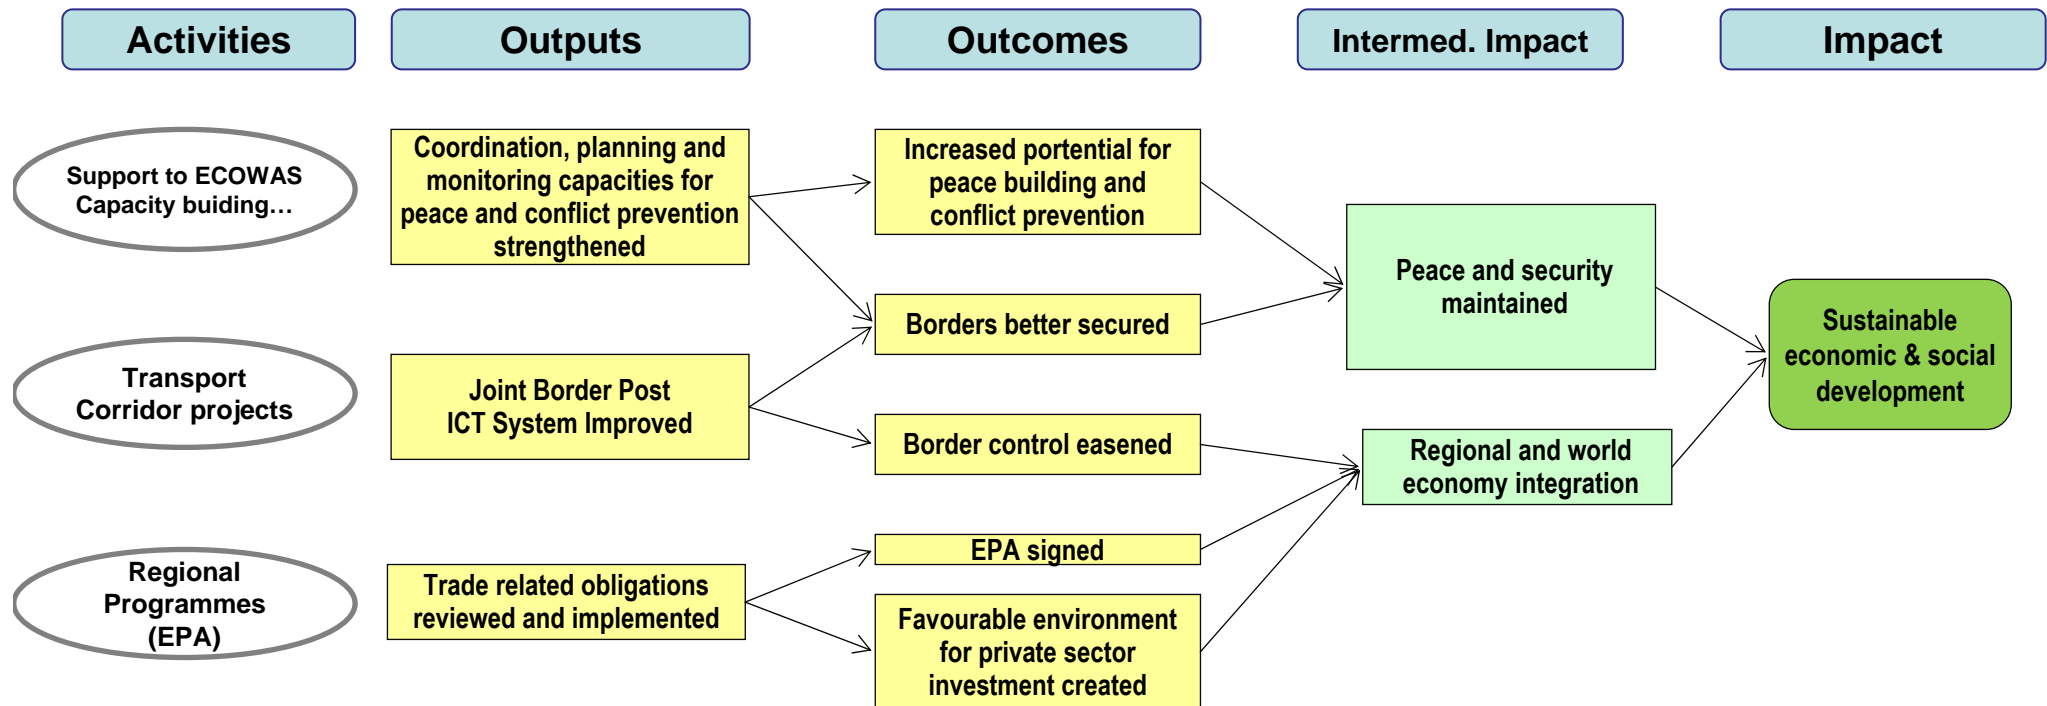 Activities
Outputs
Outcomes
Intermed. Impact
Impact
Support to ECOWAS
Capacity buiding…
Coordination, planning and
monitoring capacities for
peace and conflict prevention
strengthened
Increased portential for
peace building and
conflict prevention
Peace and security
maintained
Borders better secured
Sustainable
economic & social
development
Transport
Corridor projects
Joint Border Post
ICT System Improved
Border control easened
Regional and world
economy integration
EPA signed
Regional
Programmes
(EPA)
Trade related obligations
reviewed and implemented
Favourable environment
for private sector
investment created